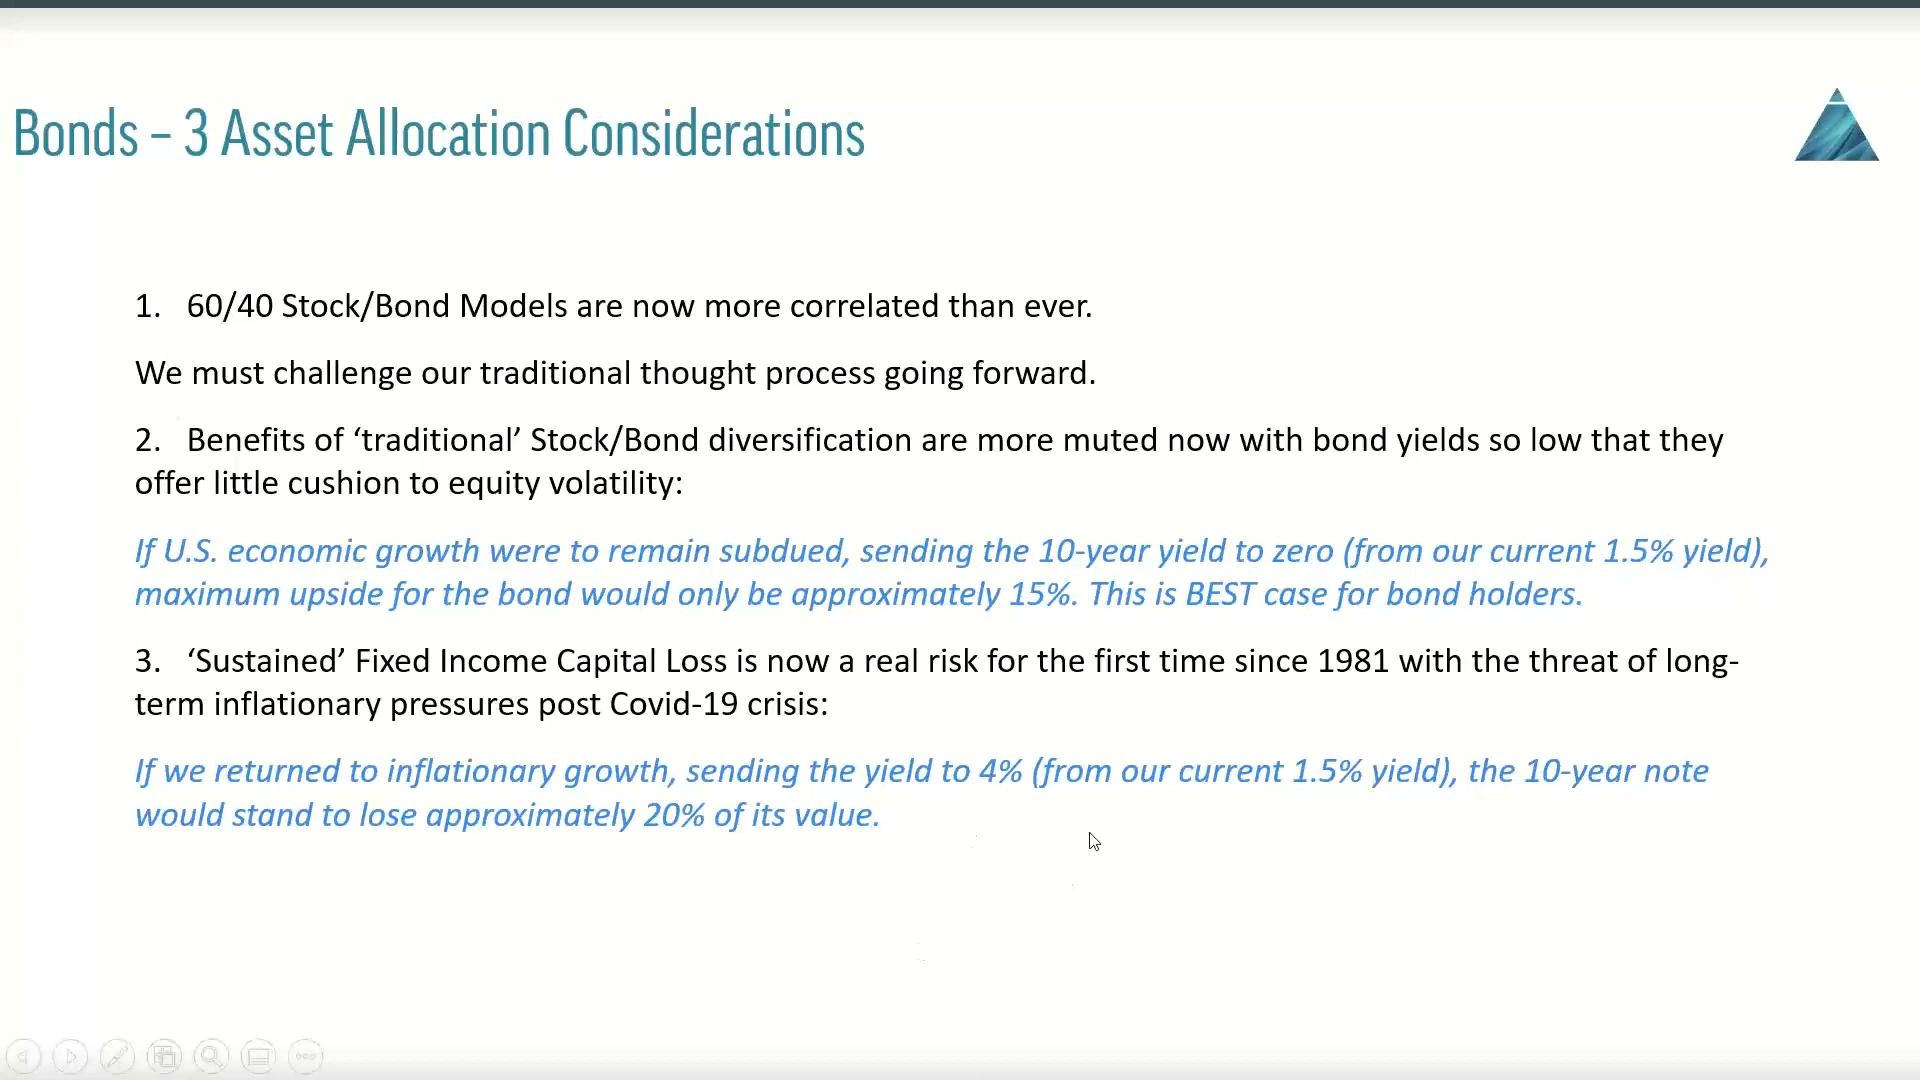 Bonds – 3 Asset Allocation Considerations
1. 60/40 Stock/Bond Models are now more correlated than ever.
We must challenge our traditional thought process going forward.
2. Benefits of ‘traditional’ Stock/Bond diversification are more muted now with bond yields so low that they
offer little cushion to equity volatility:
If U.S. economic growth were to remain subdued, sending the 10-year yield to zero (from our current 1.5% yield),
maximum upside for the bond would only be approximately 15%. This is BEST case for bond holders.
3. ‘Sustained’ Fixed Income Capital Loss is now a real risk for the first time since 1981 with the threat of long-
term inflationary pressures post Covid-19 crisis:
If we returned to inflationary growth, sending the yield to 4% (from our current 1.5% yield), the 10-year note
would stand to lose approximately 20% of its value.